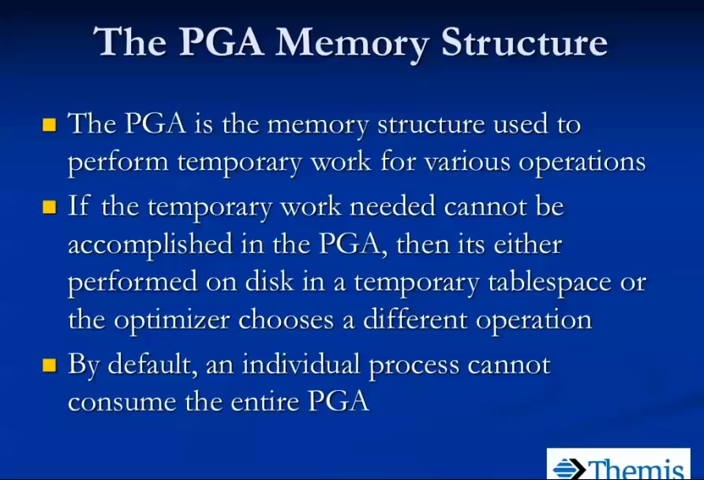 The PGA Memory Structure
The PGA is the memory structure used to
perform temporary work for various operations
If the temporary work needed cannot be
accomplished in the PGA, then its either
performed on disk in a temporary tablespace or
the optimizer chooses a different operation
By default, an individual process cannot
consume the entire PGA
Themis